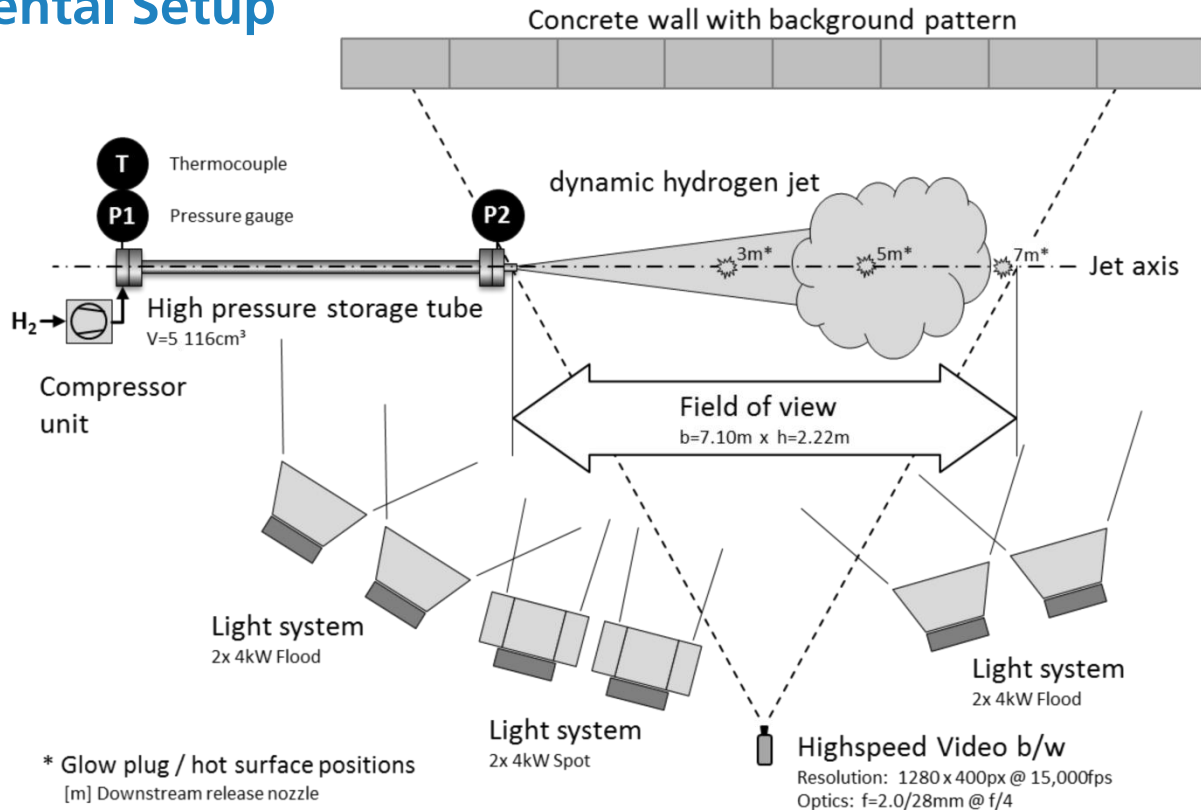 ental Setup
Concrete wall with background pattern
T
Thermocouple
P1
Pressure gauge
P2
dynamic hydrogen jet
3m*
5m*
7m*
Jet axis
H₂
High pressure storage tube
V=5 116cm³
Compressor
unit
Field of view
b=7.10m x h=2.22m
Light system
2x 4kW Flood
Light system
2x 4kW Spot
Light system
2x 4kW Flood
Highspeed Video b/w
Resolution: 1280 x 400px @ 15,000fps
Optics: f=2.0/28mm @ f/4
* Glow plug / hot surface positions
[m] Downstream release nozzle